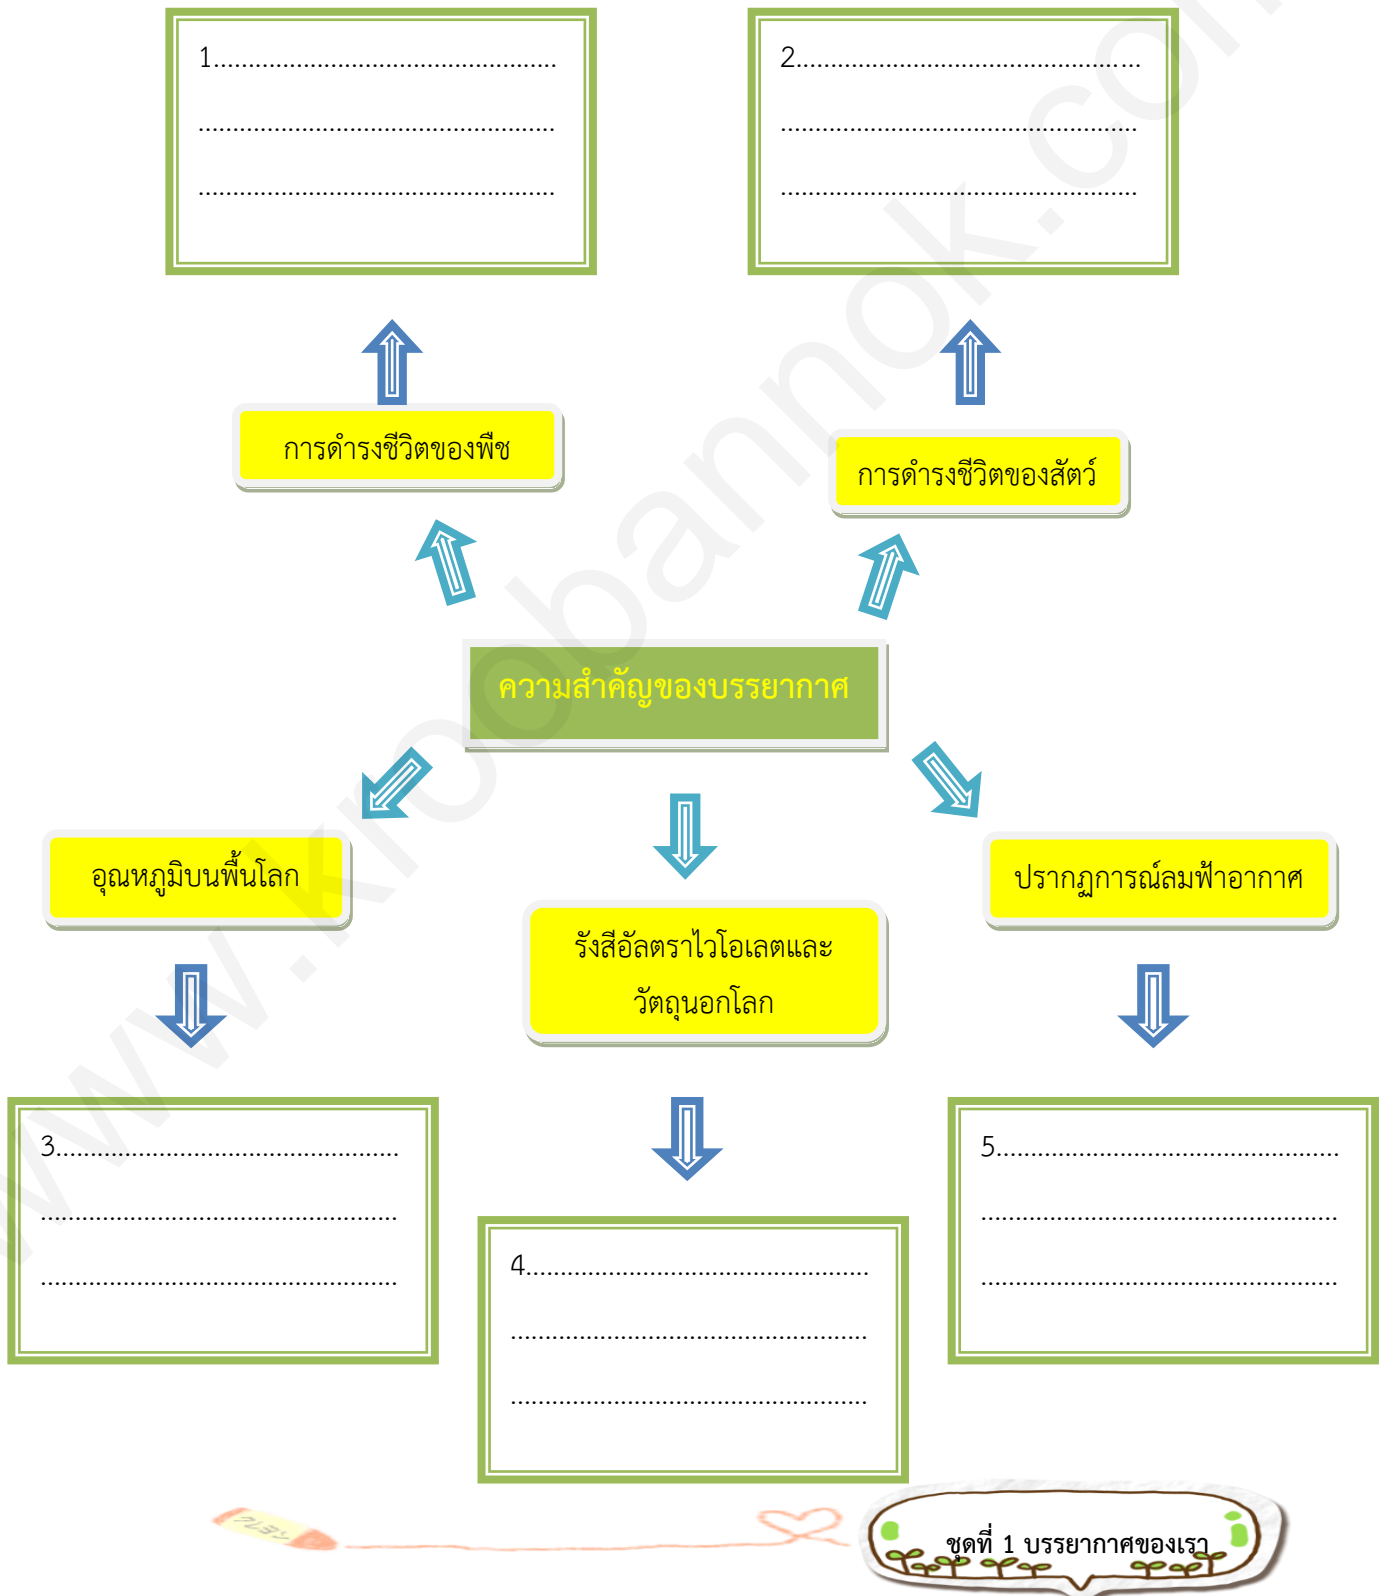 1..................................................
....................................................
....................................................
2..................................................
....................................................
....................................................
การดำรงชีวิตของพืช
การดำรงชีวิตของสัตว์
ความสำคัญของบรรยากาศ
อุณหภูมิบนพื้นโลก
รังสีอัลตราไวโอเลตและ
วัตถุนอกโลก
ปรากฏการณ์ลมฟ้าอากาศ
3..................................................
....................................................
....................................................
4..................................................
....................................................
....................................................
5..................................................
....................................................
....................................................
ชุดที่ 1 บรรยากาศของเรา
www.kroobannok.com